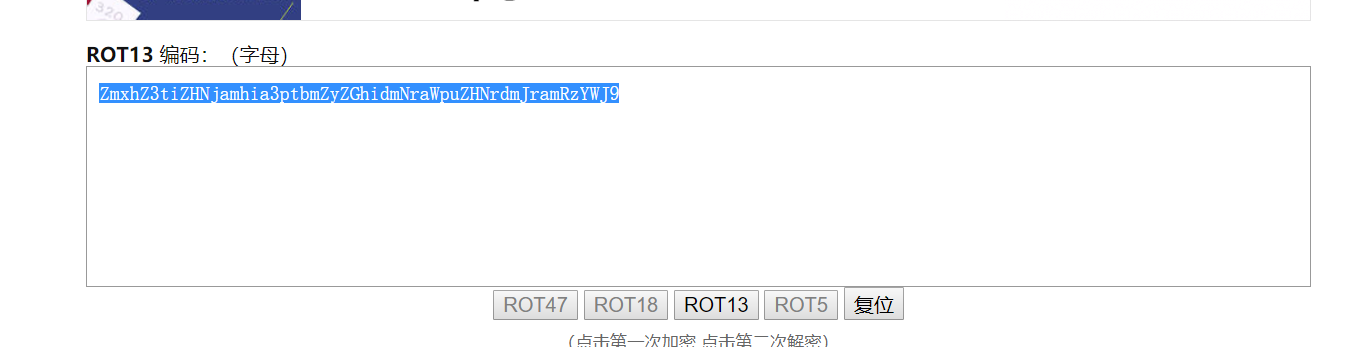 320
ROT13 编码：（字母）
ZmxhZ3tiZHNjamhia3ptbmZyZGhidmNraWpuZHNrdmJramRzYWJ9
ROT47 ROT18 ROT13 ROT5 复位
（点击第一次加密,点击第二次解密）